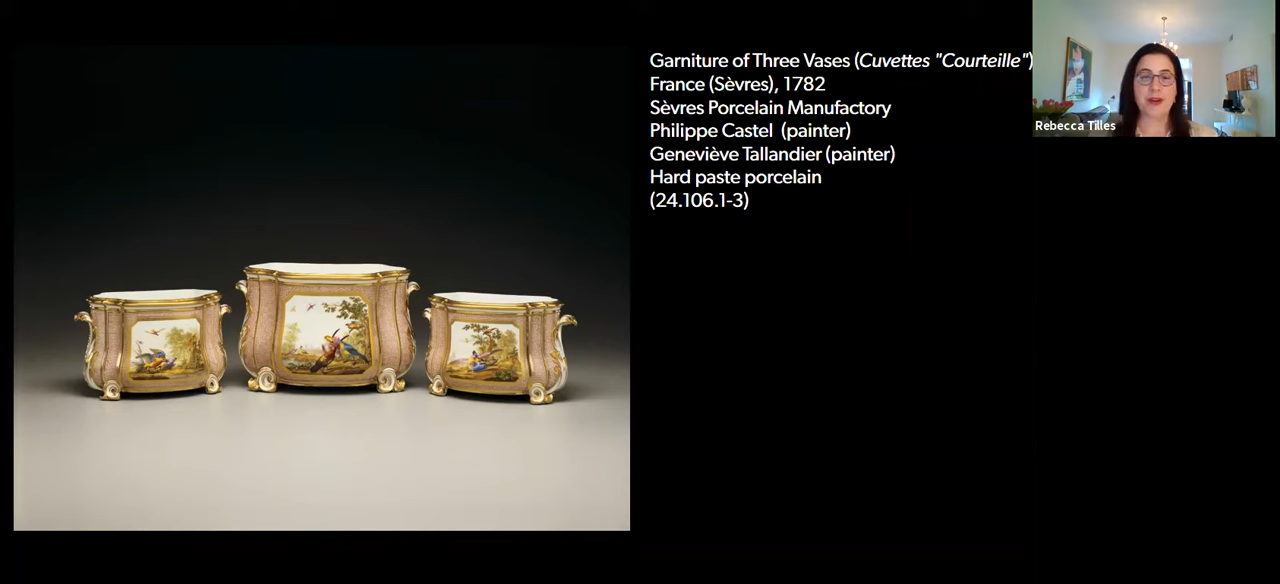 Garniture of Three Vases (Cuvettes "Courteille")
France (Sèvres), 1782
Sèvres Porcelain Manufactory
Philippe Castel (painter)
Geneviève Tallandier (painter)
Hard paste porcelain
(24.106.1-3)
Rebecca Tilles